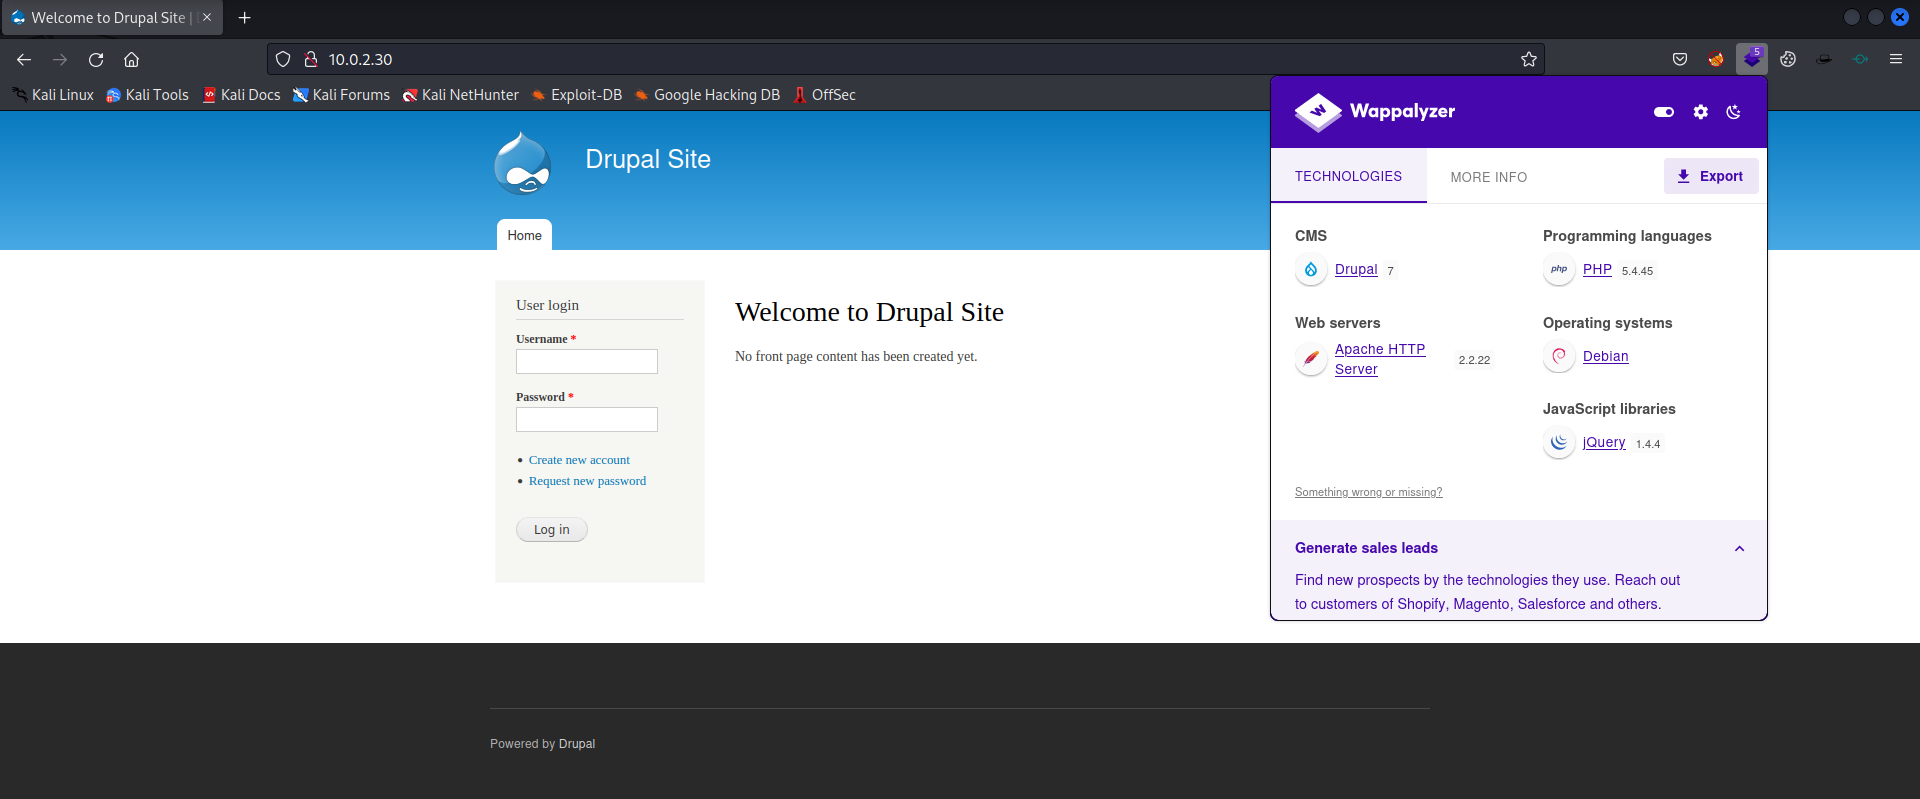 Welcome to Drupal Site |
10.0.2.30
5
Kali Linux Kali Tools Kali Docs Kali Forums Kali NetHunter Exploit-DB Google Hacking DB OffSec
Drupal Site
Home
User login
Username *
Password *
Create new account
Request new password
Log in
Welcome to Drupal Site
No front page content has been created yet.
Powered by Drupal
W Wappalyzer
TECHNOLOGIES MORE INFO Export
CMS
Drupal 7
Web servers
Apache HTTP
Server 2.2.22
Programming languages
php PHP 5.4.45
Operating systems
Debian
JavaScript libraries
jQuery 1.4.4
Something wrong or missing?
Generate sales leads
Find new prospects by the technologies they use. Reach out
to customers of Shopify, Magento, Salesforce and others.